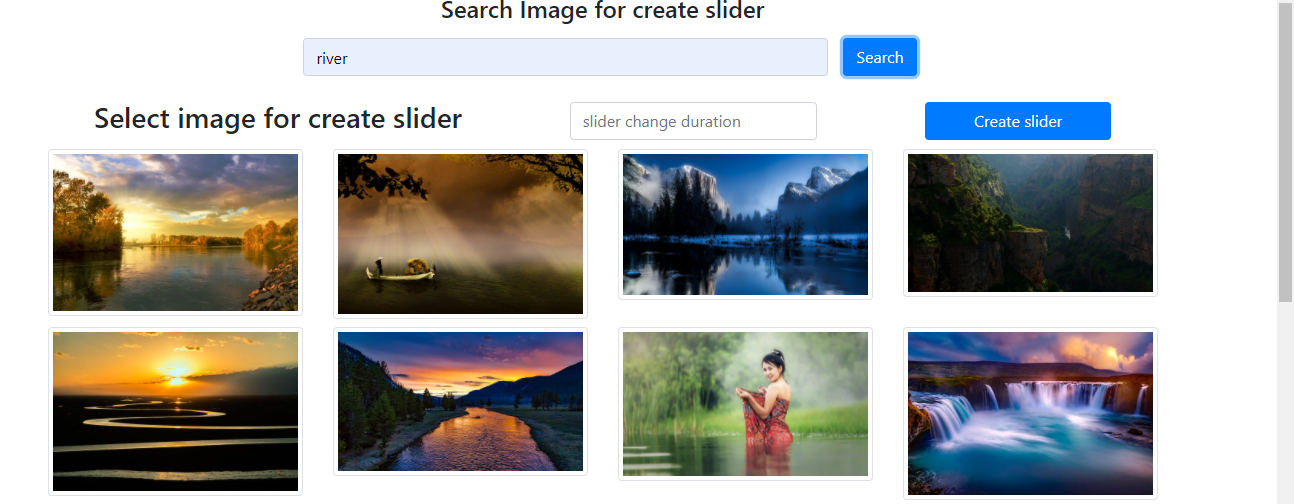 Search Image for create slider
river
Search
Select image for create slider
slider change duration
Create slider